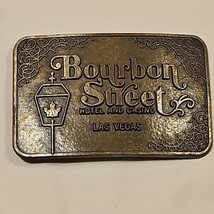 Bourbon
Street
HOTEL AND CASINO
LAS VEGAS